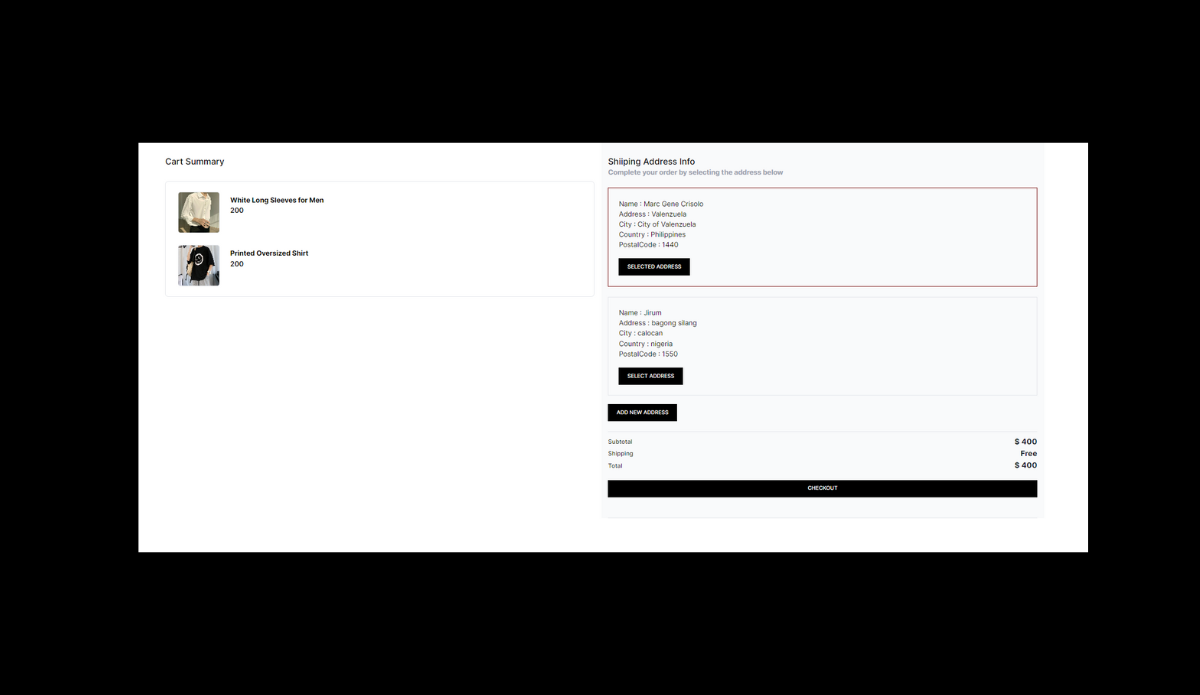 Cart Summary
White Long Sleeves for Men
200
Printed Oversized Shirt
200
Shiiping Address Info
Complete your order by selecting the address below
Name : Marc Gene Crisolo
Address : Valenzuela
City : City of Valenzuela
Country : Philippines
PostalCode : 1440
SELECTED ADDRESS
Name : Jirum
Address : bagong silang
City : calocan
Country : nigeria
PostalCode : 1550
SELECT ADDRESS
ADD NEW ADDRESS
Subtotal $ 400
Shipping Free
Total $ 400
CHECKOUT